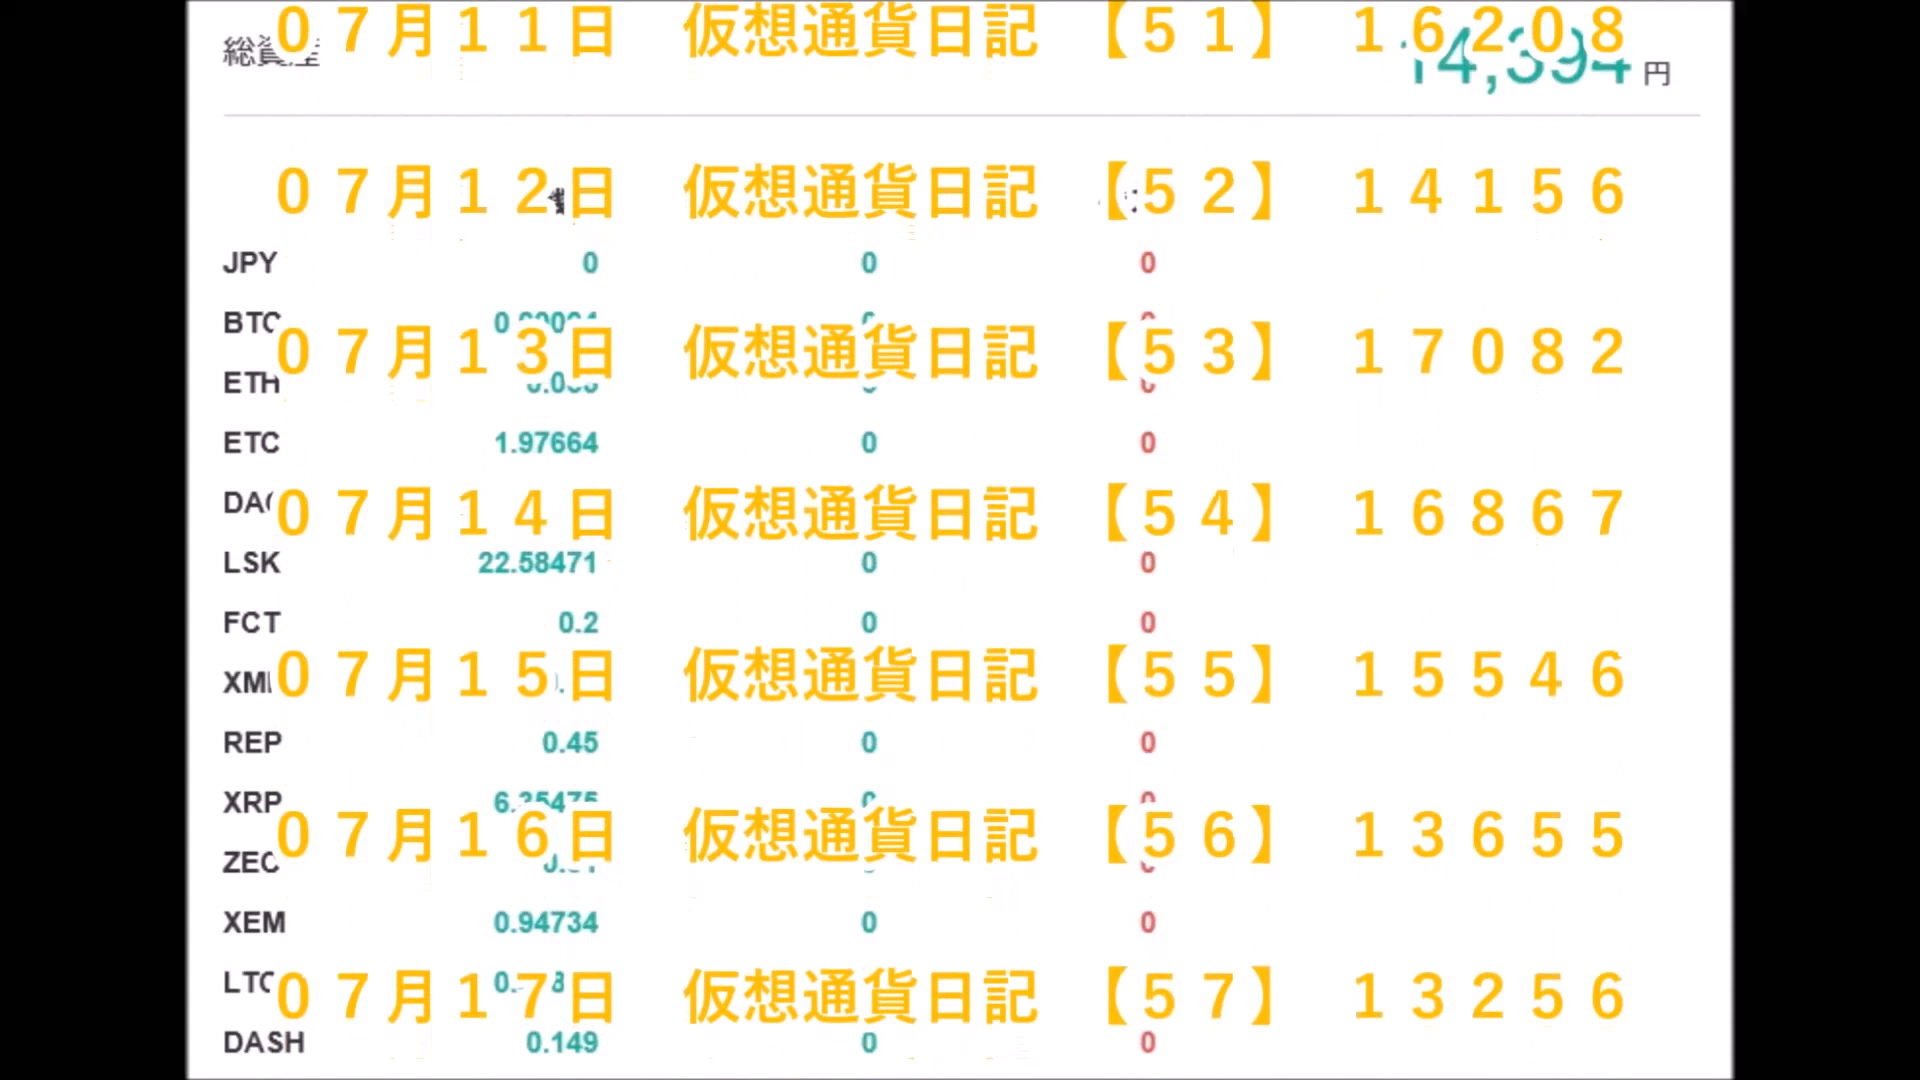 07月11日 仮想通貨日記 【51】 16208
14,394 円
07月12日 仮想通貨日記 【52】 14156
JPY 0 0 0
BTC
07月13日 仮想通貨日記 【53】 17082
ETH
ETC 1.97664 0 0
07月14日 仮想通貨日記 【54】 16867
LSK 22.58471 0 0
FCT 0.2 0 0
07月15日 仮想通貨日記 【55】 15546
REP 0.45 0 0
XRP 6.35475
07月16日 仮想通貨日記 【56】 13655
ZEC
XEM 0.94734 0 0
LTC
07月17日 仮想通貨日記 【57】 13256
DASH 0.149 0 0